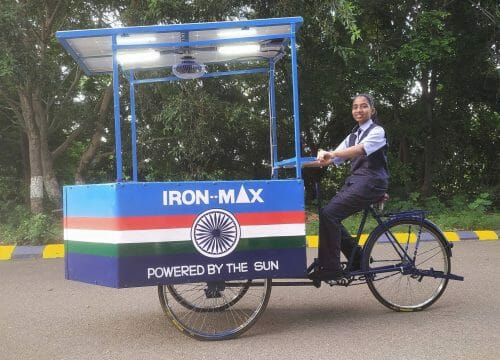 IRON--MAX
POWERED BY THE SUN